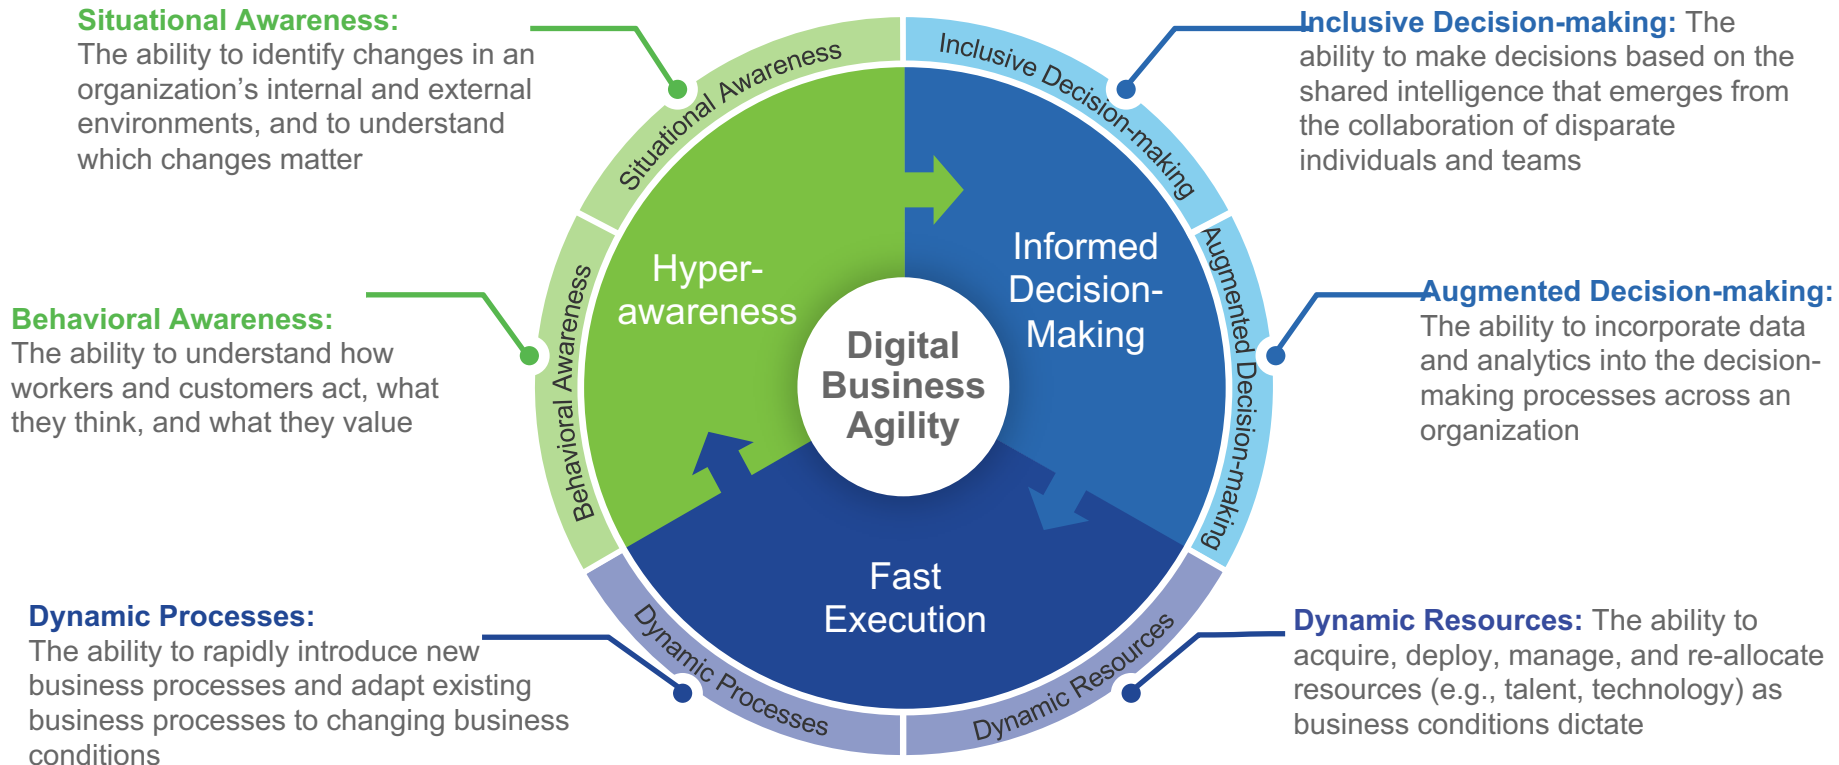 Situational Awareness:
The ability to identify changes in an
organization’s internal and external
environments, and to understand
which changes matter
Behavioral Awareness:
The ability to understand how
workers and customers act, what
they think, and what they value
Dynamic Processes:
The ability to rapidly introduce new
business processes and adapt existing
business processes to changing business
conditions
Situational Awareness
Behavioral Awareness
Dynamic Processes
Inclusive Decision-making
Augmented Decision-making
Dynamic Resources
Hyper-
awareness
Informed
Decision-
Making
Digital
Business
Agility
Fast
Execution
Inclusive Decision-making: The
ability to make decisions based on the
shared intelligence that emerges from
the collaboration of disparate
individuals and teams
Augmented Decision-making:
The ability to incorporate data
and analytics into the decision-
making processes across an
organization
Dynamic Resources: The ability to
acquire, deploy, manage, and re-allocate
resources (e.g., talent, technology) as
business conditions dictate